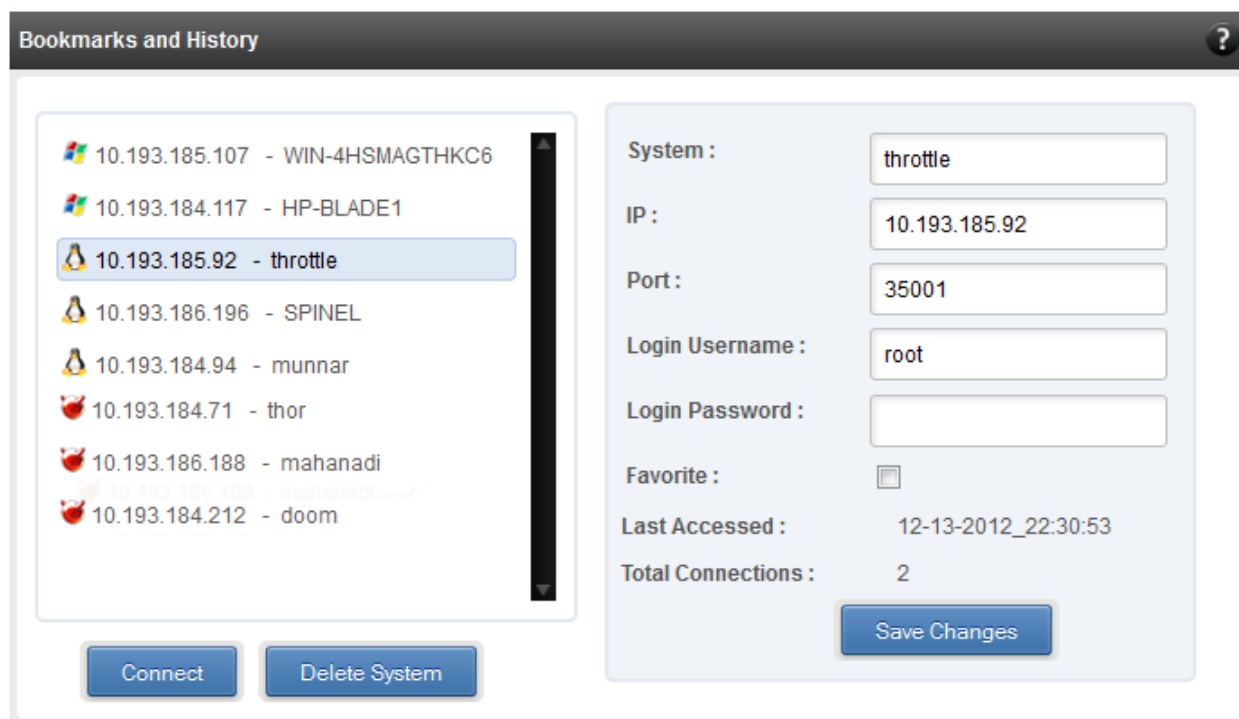 Bookmarks and History
?
10.193.185.107 - WIN-4HSMAGTHKC6
10.193.184.117 - HP-BLADE1
10.193.185.92 - throttle
10.193.186.196 - SPINEL
10.193.184.94 - munnar
10.193.184.71 - thor
10.193.186.188 - mahanadi
10.193.184.212 - doom
Connect
Delete System
System : throttle
IP : 10.193.185.92
Port : 35001
Login Username : root
Login Password :
Favorite :
Last Accessed : 12-13-2012_22:30:53
Total Connections : 2
Save Changes